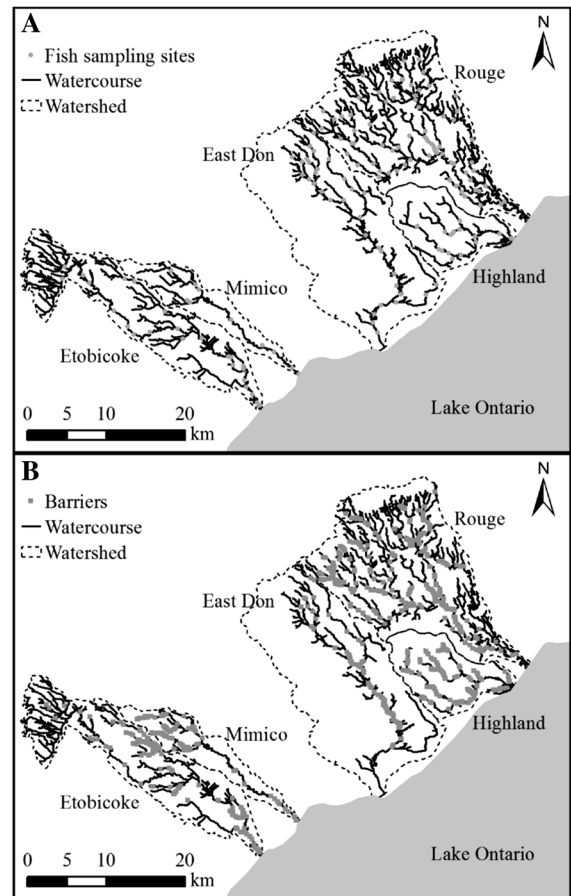 A
N
Fish sampling sites
Watercourse
Watershed
Rouge
East Don
Mimico
Highland
Etobicoke
Lake Ontario
0 5 10 20
km
B
N
Barriers
Watercourse
Watershed
Rouge
East Don
Mimico
Highland
Etobicoke
Lake Ontario
0 5 10 20
km